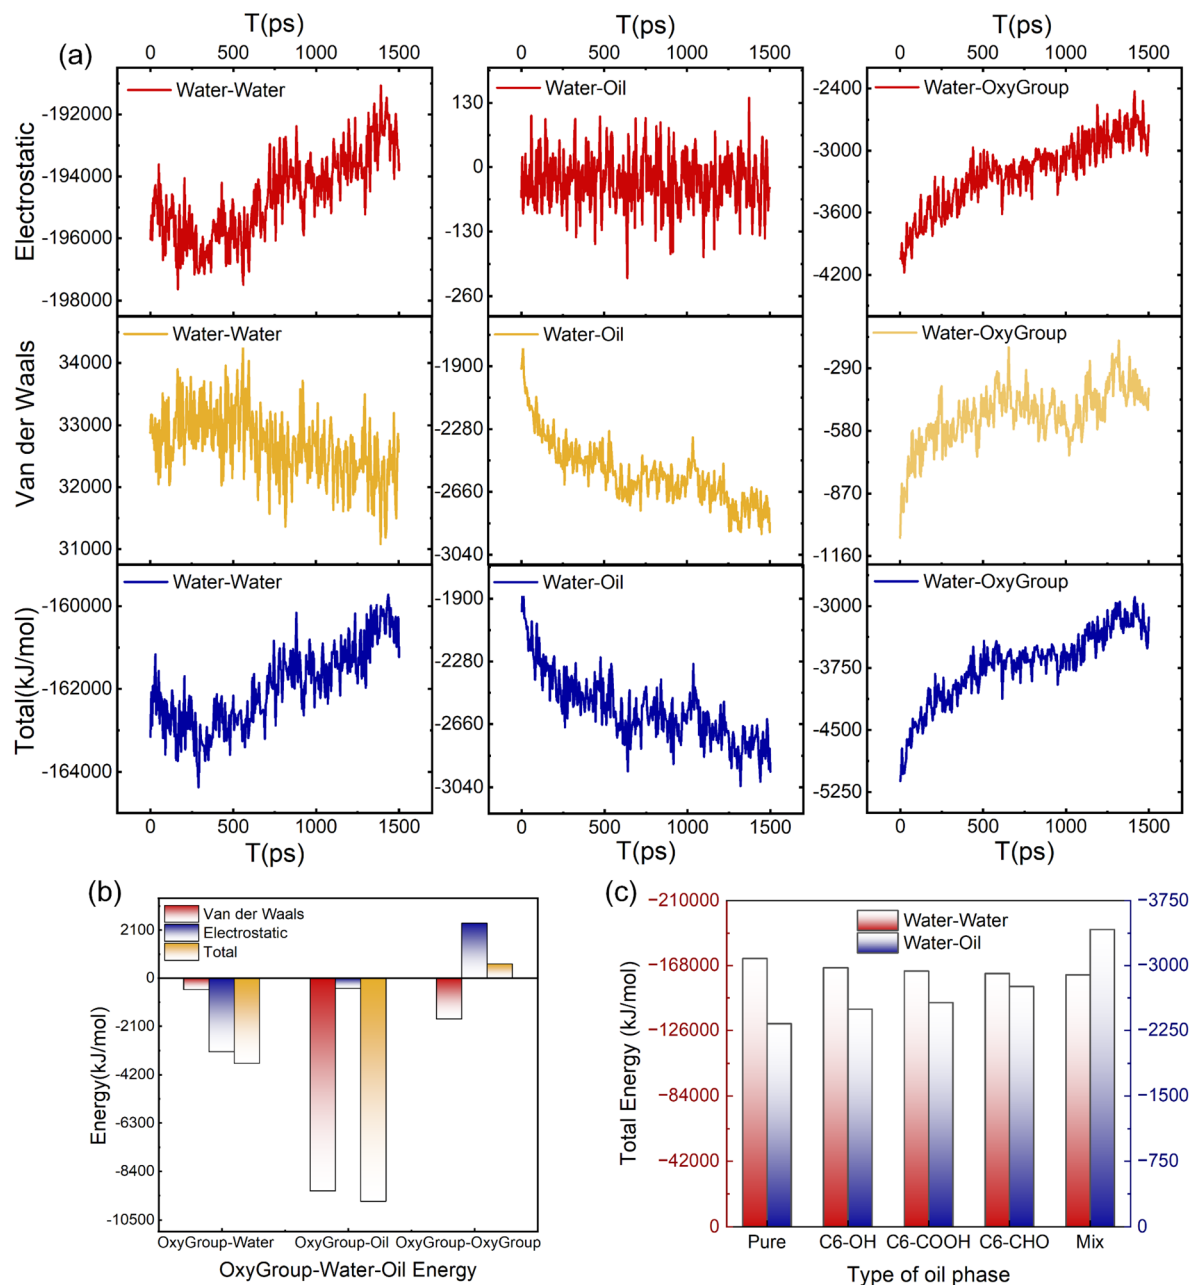 T(ps) T(ps) T(ps)
0 500 1000 1500 0 500 1000 1500 0 500 1000 1500
(a)
Electrostatic
Water-Water
-192000
-194000
-196000
-198000
Water-Oil
130
0
-130
-260
Water-OxyGroup
-2400
-3000
-3600
-4200
Van der Waals
Water-Water
34000
33000
32000
31000
Water-Oil
-1900
-2280
-2660
-3040
Water-OxyGroup
-290
-580
-870
-1160
Total(kJ/mol)
Water-Water
-160000
-162000
-164000
Water-Oil
-1900
-2280
-2660
-3040
Water-OxyGroup
-3000
-3750
-4500
-5250
0 500 1000 1500 0 500 1000 1500 0 500 1000 1500
T(ps) T(ps) T(ps)
(b)
Van der Waals
Electrostatic
Total
Energy(kJ/mol)
2100
0
-2100
-4200
-6300
-8400
-10500
OxyGroup-Water OxyGroup-Oil OxyGroup-OxyGroup
OxyGroup-Water-Oil Energy
(c)
Water-Water
Water-Oil
Total Energy (kJ/mol)
−210000
−168000
−126000
−84000
−42000
0
−3750
−3000
−2250
−1500
−750
0
Pure C6-OH C6-COOH C6-CHO Mix
Type of oil phase